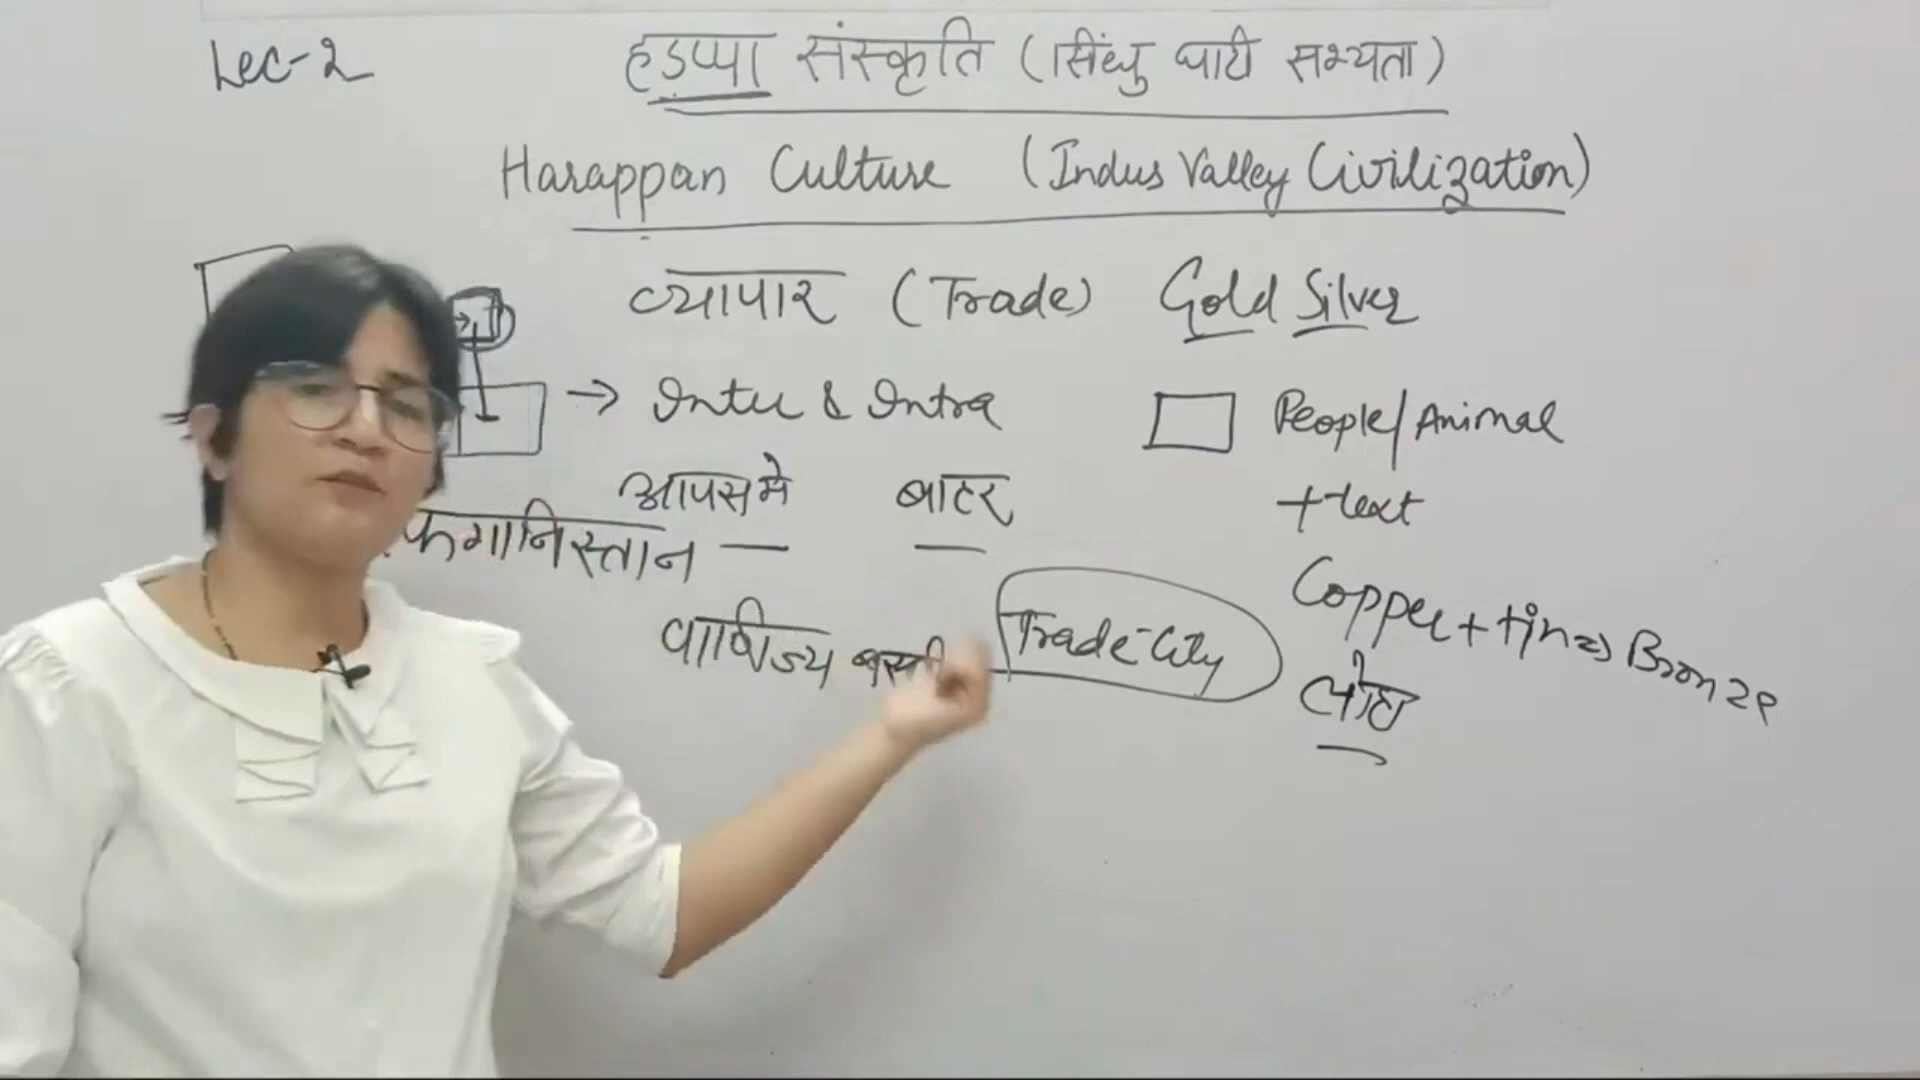 Lec-2
हड़प्पा संस्कृति (सिंधु घाटी सभ्यता)
Harappan Culture (Indus Valley Civilization)
व्यापार (Trade) Gold Silver
→ Inter & Intra
People/Animal
आपस मे बाहर
+text
फगानिस्तान
Copper + tin => Bronze
वाणिज्य Trade-City
लोहा